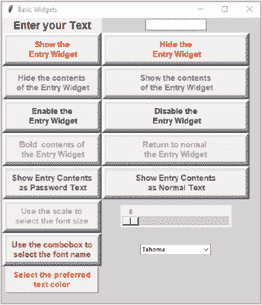 Basic Widgets
Enter your Text
Show the
Entry Widget
Hide the
Entry Widget
Hide the contents
of the Entry Widget
Show the contents
of the Entry Widget
Enable the
Entry Widget
Disable the
Entry Widget
Bold contents of
the Entry Widget
Return to normal
the Entry Widget
Show Entry Contents
as Password Text
Show Entry Contents
as Normal Text
Use the scale to
select the font size
8
Use the combobox to
select the font name
Tahoma
Select the preferred
text color